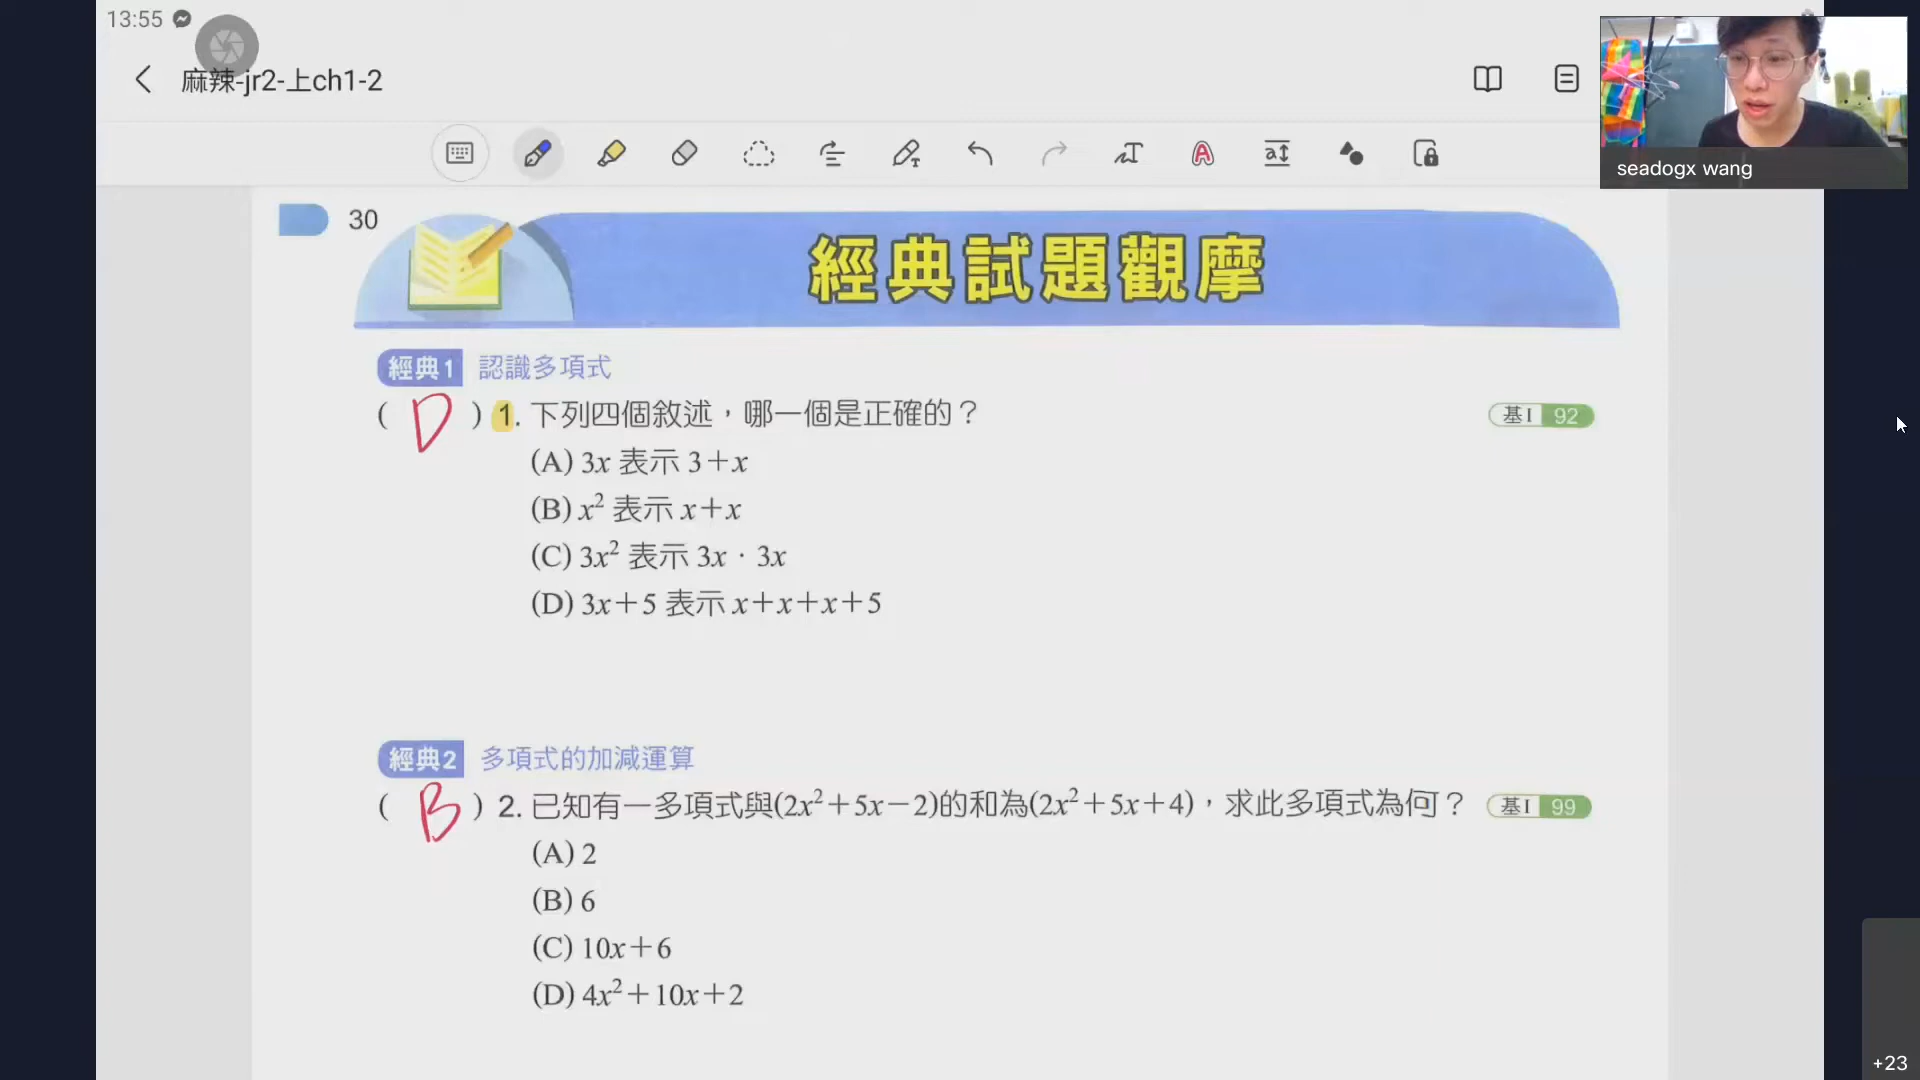 13:55
麻辣-jr2-上ch1-2
seadogx wang
30
經典試題觀摩
經典1 認識多項式
( D ) 1. 下列四個敘述，哪一個是正確的？ 基I 92
(A) 3x 表示 3＋x
(B) x² 表示 x＋x
(C) 3x² 表示 3x · 3x
(D) 3x＋5 表示 x＋x＋x＋5
經典2 多項式的加減運算
( B ) 2. 已知有一多項式與(2x²＋5x－2)的和為(2x²＋5x＋4)，求此多項式為何？ 基I 99
(A) 2
(B) 6
(C) 10x＋6
(D) 4x²＋10x＋2
+23